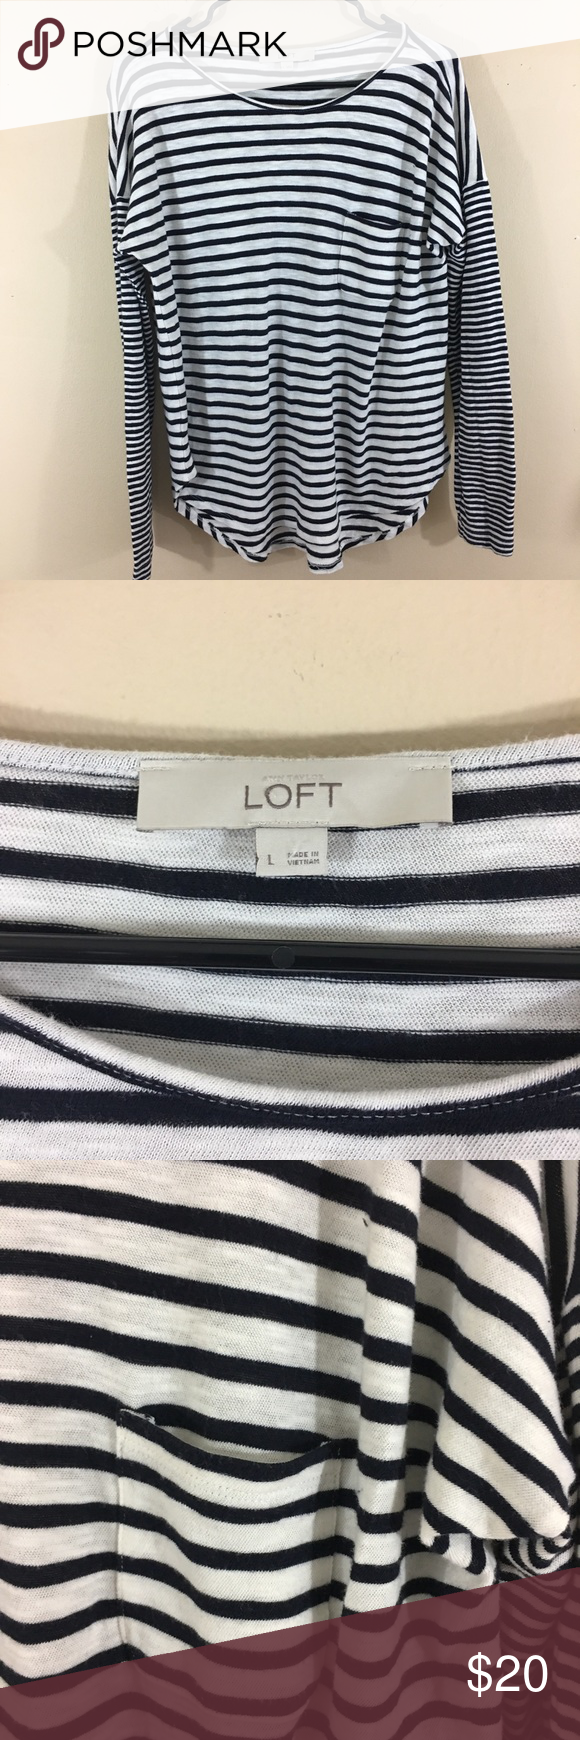 POSHMARK
ANN TAYLOR
LOFT
L
MADE IN
VIETNAM
$20